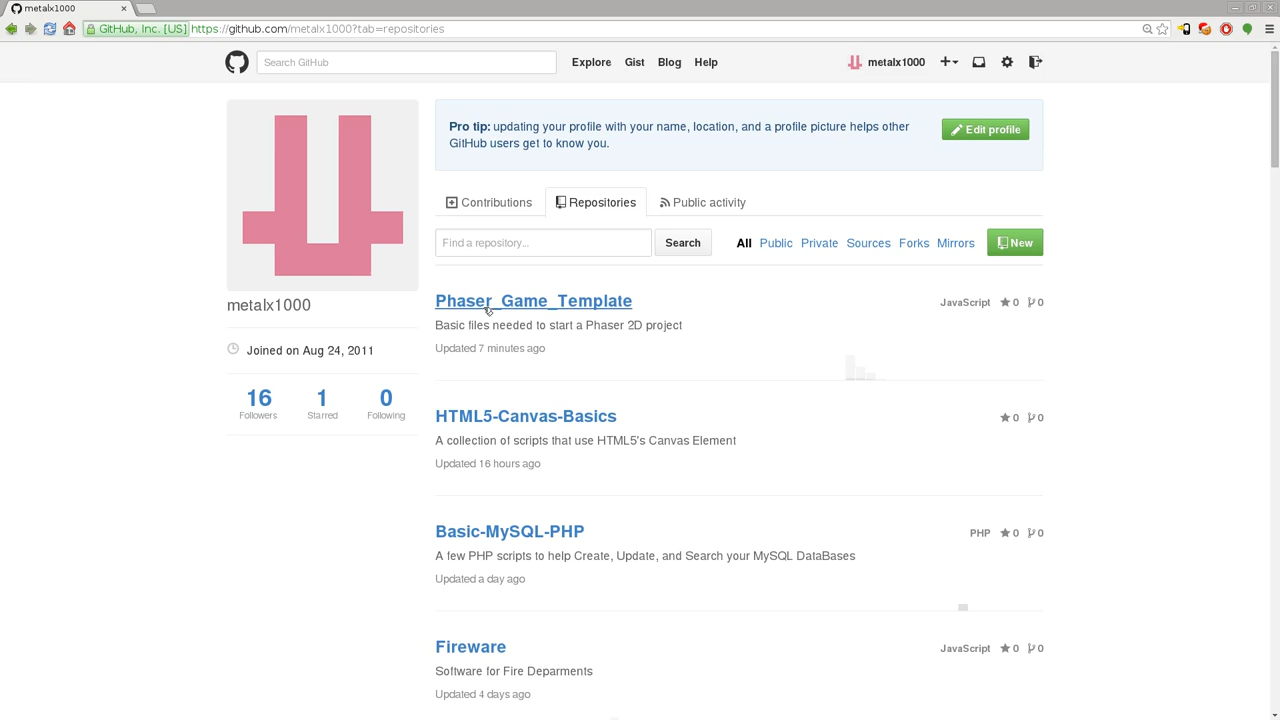 metalx1000
GitHub, Inc. [US] https://github.com/metalx1000?tab=repositories
Search GitHub Explore Gist Blog Help metalx1000
Pro tip: updating your profile with your name, location, and a profile picture helps other
GitHub users get to know you.
Edit profile
Contributions Repositories Public activity
Find a repository... Search All Public Private Sources Forks Mirrors New
metalx1000
Joined on Aug 24, 2011
16 1 0
Followers Starred Following
Phaser_Game_Template JavaScript 0 0
Basic files needed to start a Phaser 2D project
Updated 7 minutes ago
HTML5-Canvas-Basics 0 0
A collection of scripts that use HTML5's Canvas Element
Updated 16 hours ago
Basic-MySQL-PHP PHP 0 0
A few PHP scripts to help Create, Update, and Search your MySQL DataBases
Updated a day ago
Fireware JavaScript 0 0
Software for Fire Deparments
Updated 4 days ago